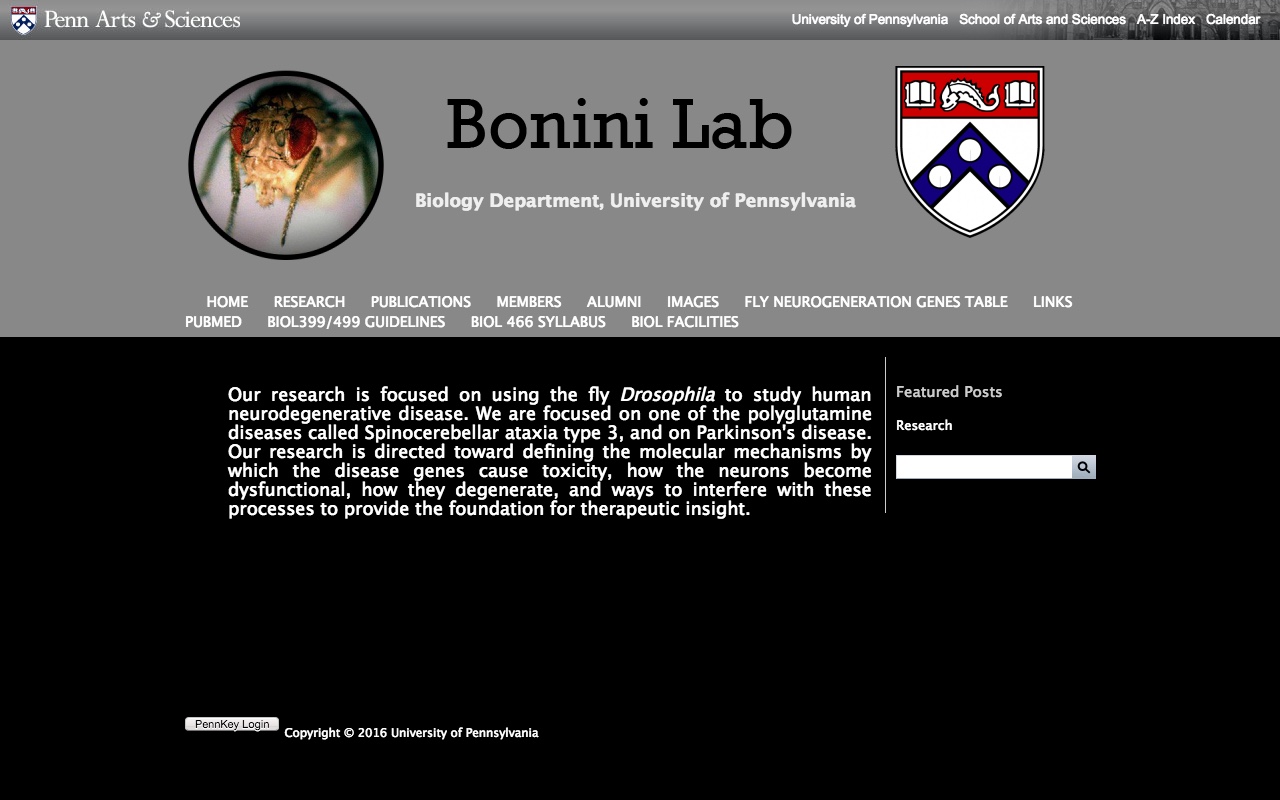 Penn Arts & Sciences
University of Pennsylvania School of Arts and Sciences A-Z Index Calendar
Bonini Lab
Biology Department, University of Pennsylvania
HOME RESEARCH PUBLICATIONS MEMBERS ALUMNI IMAGES FLY NEUROGENERATION GENES TABLE LINKS
PUBMED BIOL399/499 GUIDELINES BIOL 466 SYLLABUS BIOL FACILITIES
Our research is focused on using the fly Drosophila to study human
neurodegenerative disease. We are focused on one of the polyglutamine
diseases called Spinocerebellar ataxia type 3, and on Parkinson's disease.
Our research is directed toward defining the molecular mechanisms by
which the disease genes cause toxicity, how the neurons become
dysfunctional, how they degenerate, and ways to interfere with these
processes to provide the foundation for therapeutic insight.
Featured Posts
Research
PennKey Login
Copyright © 2016 University of Pennsylvania